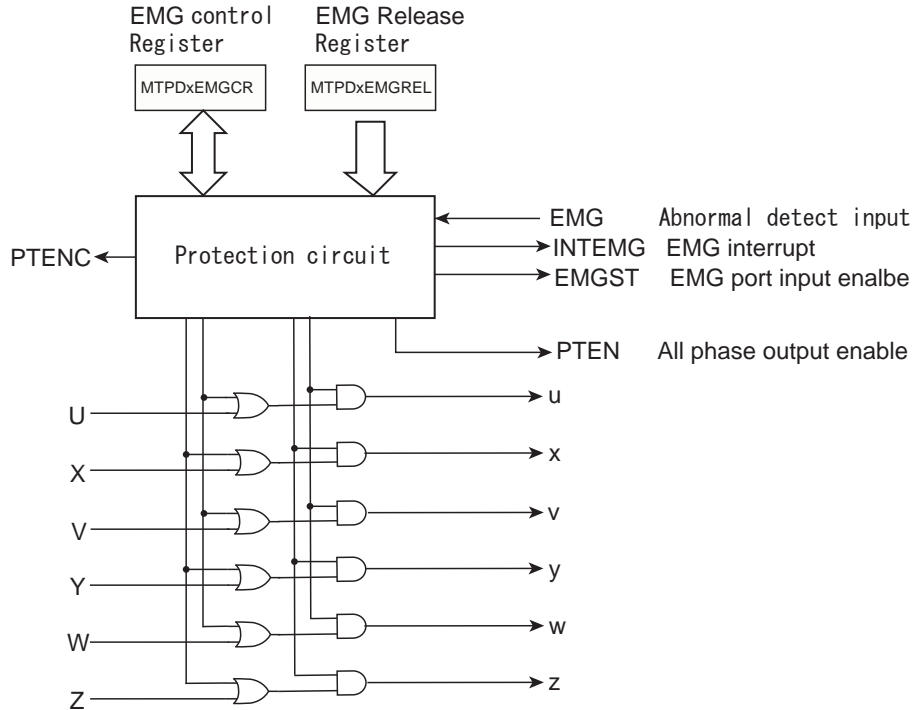 EMG control
Register
EMG Release
Register
MTPDxEMGCR
MTPDxEMGREL
Protection circuit
PTENC
EMG Abnormal detect input
INTEMG EMG interrupt
EMGST EMG port input enalbe
PTEN All phase output enable
U u
X x
V v
Y y
W w
Z z